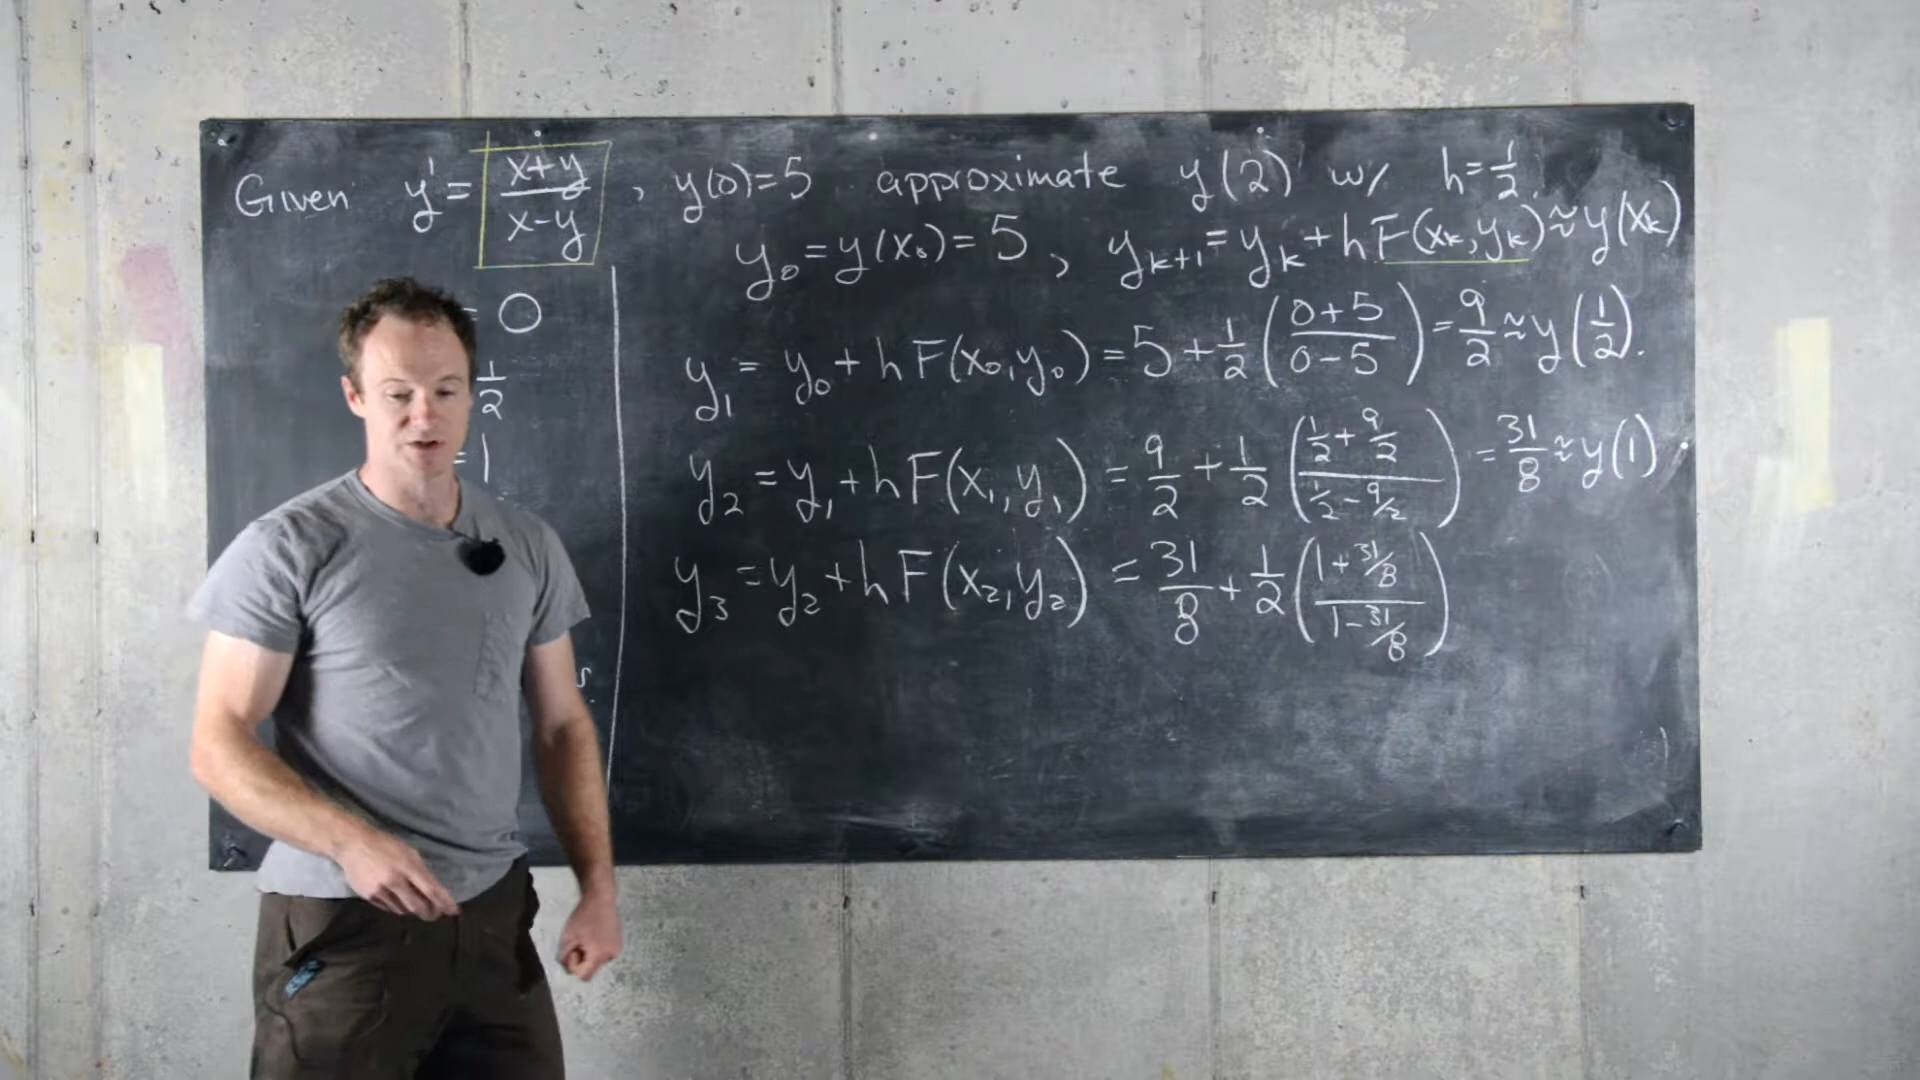 Given y' = (x+y)/(x-y) , y(0)=5 approximate y(2) w/ h=1/2.
y₀ = y(x₀) = 5 , yₖ₊₁ = yₖ + hF(xₖ,yₖ) ≈ y(xₖ)
= 0
1/2
= 1
s.
y₁ = y₀ + hF(x₀,y₀) = 5 + 1/2 ((0+5)/(0-5)) = 9/2 ≈ y(1/2).
y₂ = y₁ + hF(x₁,y₁) = 9/2 + 1/2 ((1/2 + 9/2)/(1/2 - 9/2)) = 31/8 ≈ y(1)
y₃ = y₂ + hF(x₂,y₂) = 31/8 + 1/2 ((1 + 31/8)/(1 - 31/8))